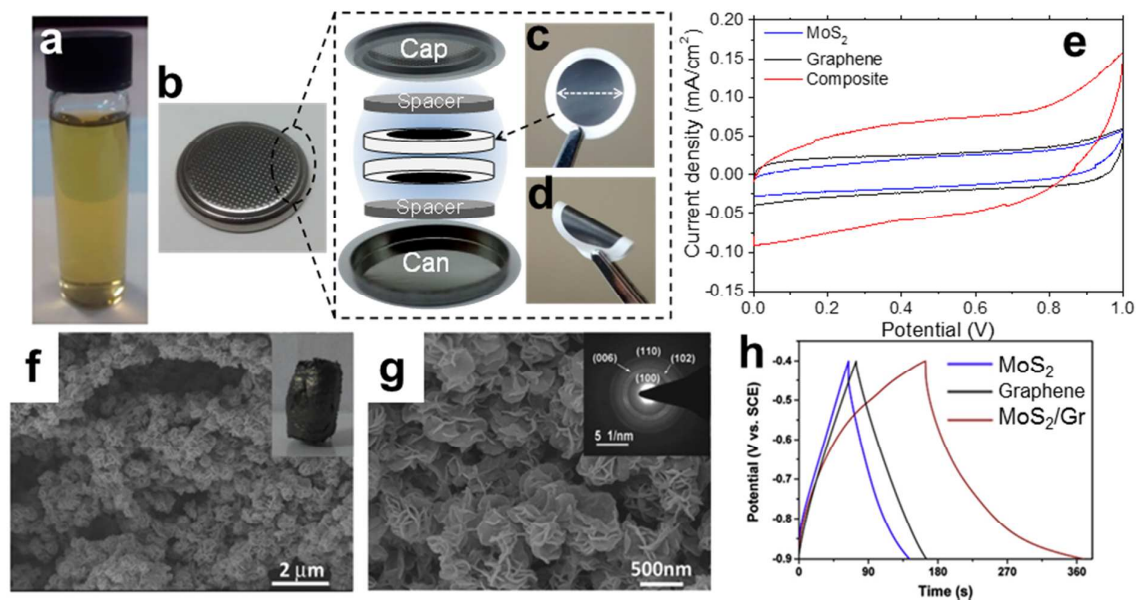 a
b
Cap
Spacer
Spacer
Can
c
d
e
MoS₂
Graphene
Composite
Current density (mA/cm²)
0.20
0.15
0.10
0.05
0.00
-0.05
-0.10
0.15
0.0 0.2 0.4 0.6 0.8 1.0
Potential (V)
f
2 μm
g
(110)
(006) (102)
(100)
5 1/nm
500nm
h
MoS₂
Graphene
MoS₂/Gr
Potential (V vs. SCE)
-0.4
-0.5
-0.6
-0.7
-0.8
-0.9
0 90 180 270 360
Time (s)